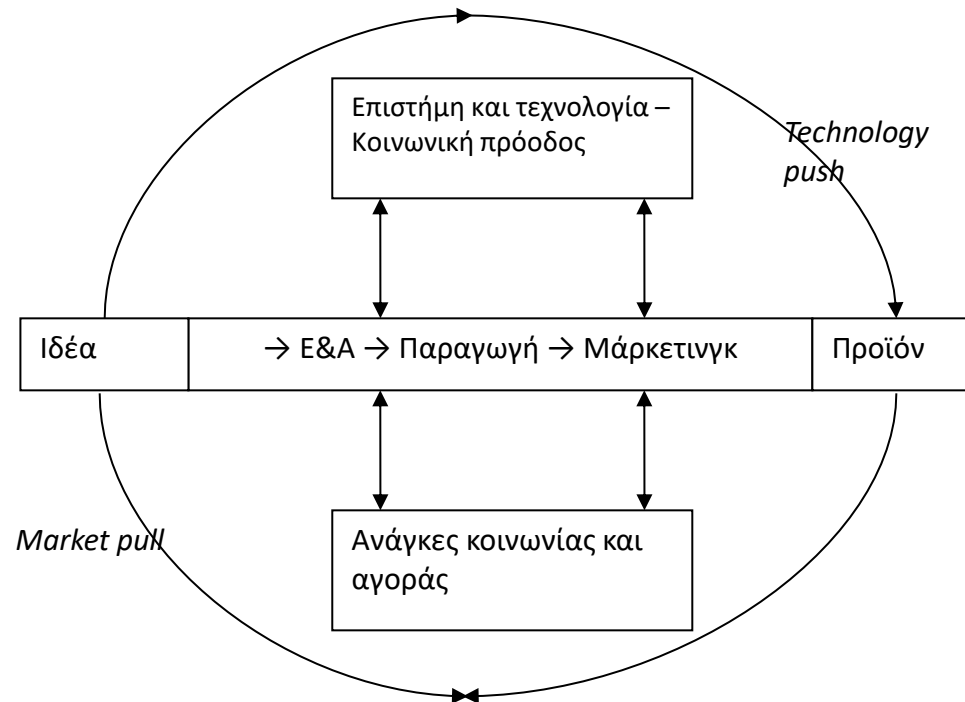 Επιστήμη και τεχνολογία –
Κοινωνική πρόοδος
Technology
push
Ιδέα
→ Ε&Α → Παραγωγή → Μάρκετινγκ
Προϊόν
Market pull
Ανάγκες κοινωνίας και
αγοράς